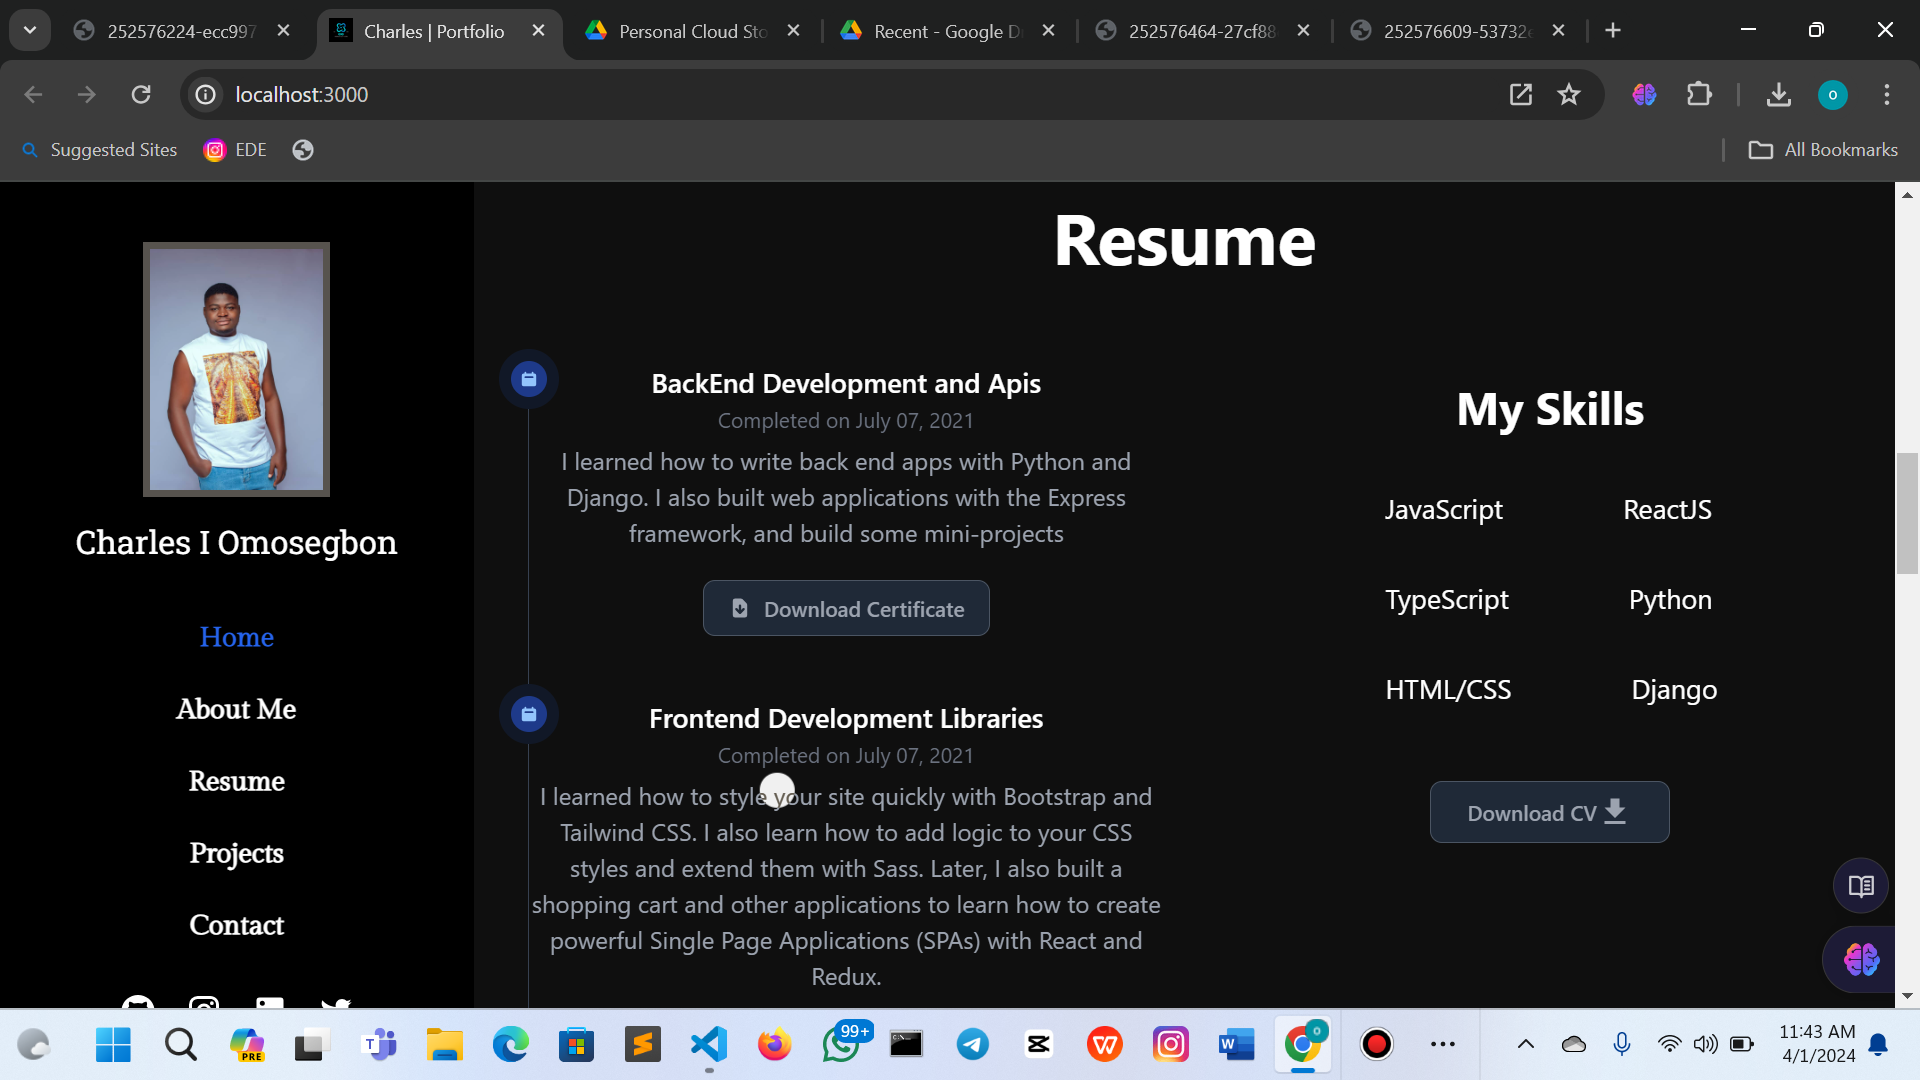 252576224-ecc997
Charles | Portfolio
Personal Cloud Sto
Recent - Google D
252576464-27cf88
252576609-53732e
localhost:3000
o
Suggested Sites
EDE
All Bookmarks
Charles I Omosegbon
Home
About Me
Resume
Projects
Contact
Resume
BackEnd Development and Apis
Completed on July 07, 2021
I learned how to write back end apps with Python and
Django. I also built web applications with the Express
framework, and build some mini-projects
Download Certificate
Frontend Development Libraries
Completed on July 07, 2021
I learned how to style your site quickly with Bootstrap and
Tailwind CSS. I also learn how to add logic to your CSS
styles and extend them with Sass. Later, I also built a
shopping cart and other applications to learn how to create
powerful Single Page Applications (SPAs) with React and
Redux.
My Skills
JavaScript ReactJS
TypeScript Python
HTML/CSS Django
Download CV
PRE
99+
11:43 AM
4/1/2024